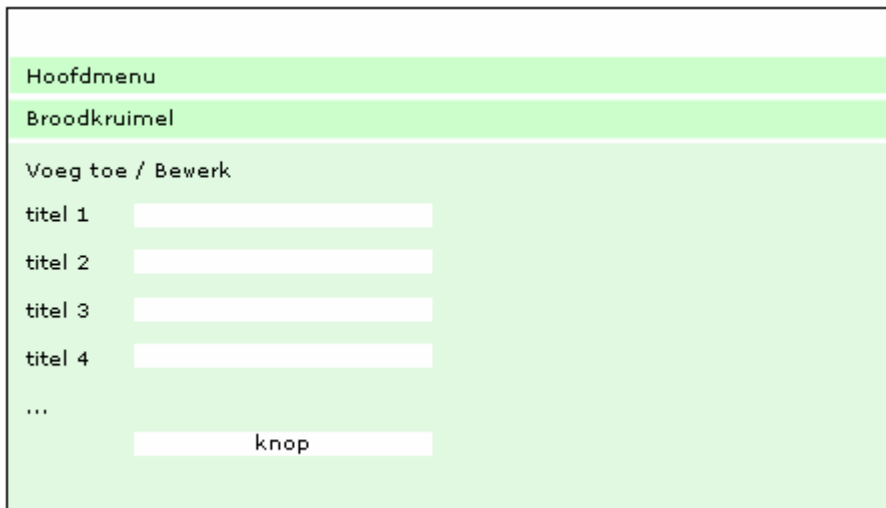 Hoofdmenu
Broodkruimel
Voeg toe / Bewerk
titel 1
titel 2
titel 3
titel 4
...
knop